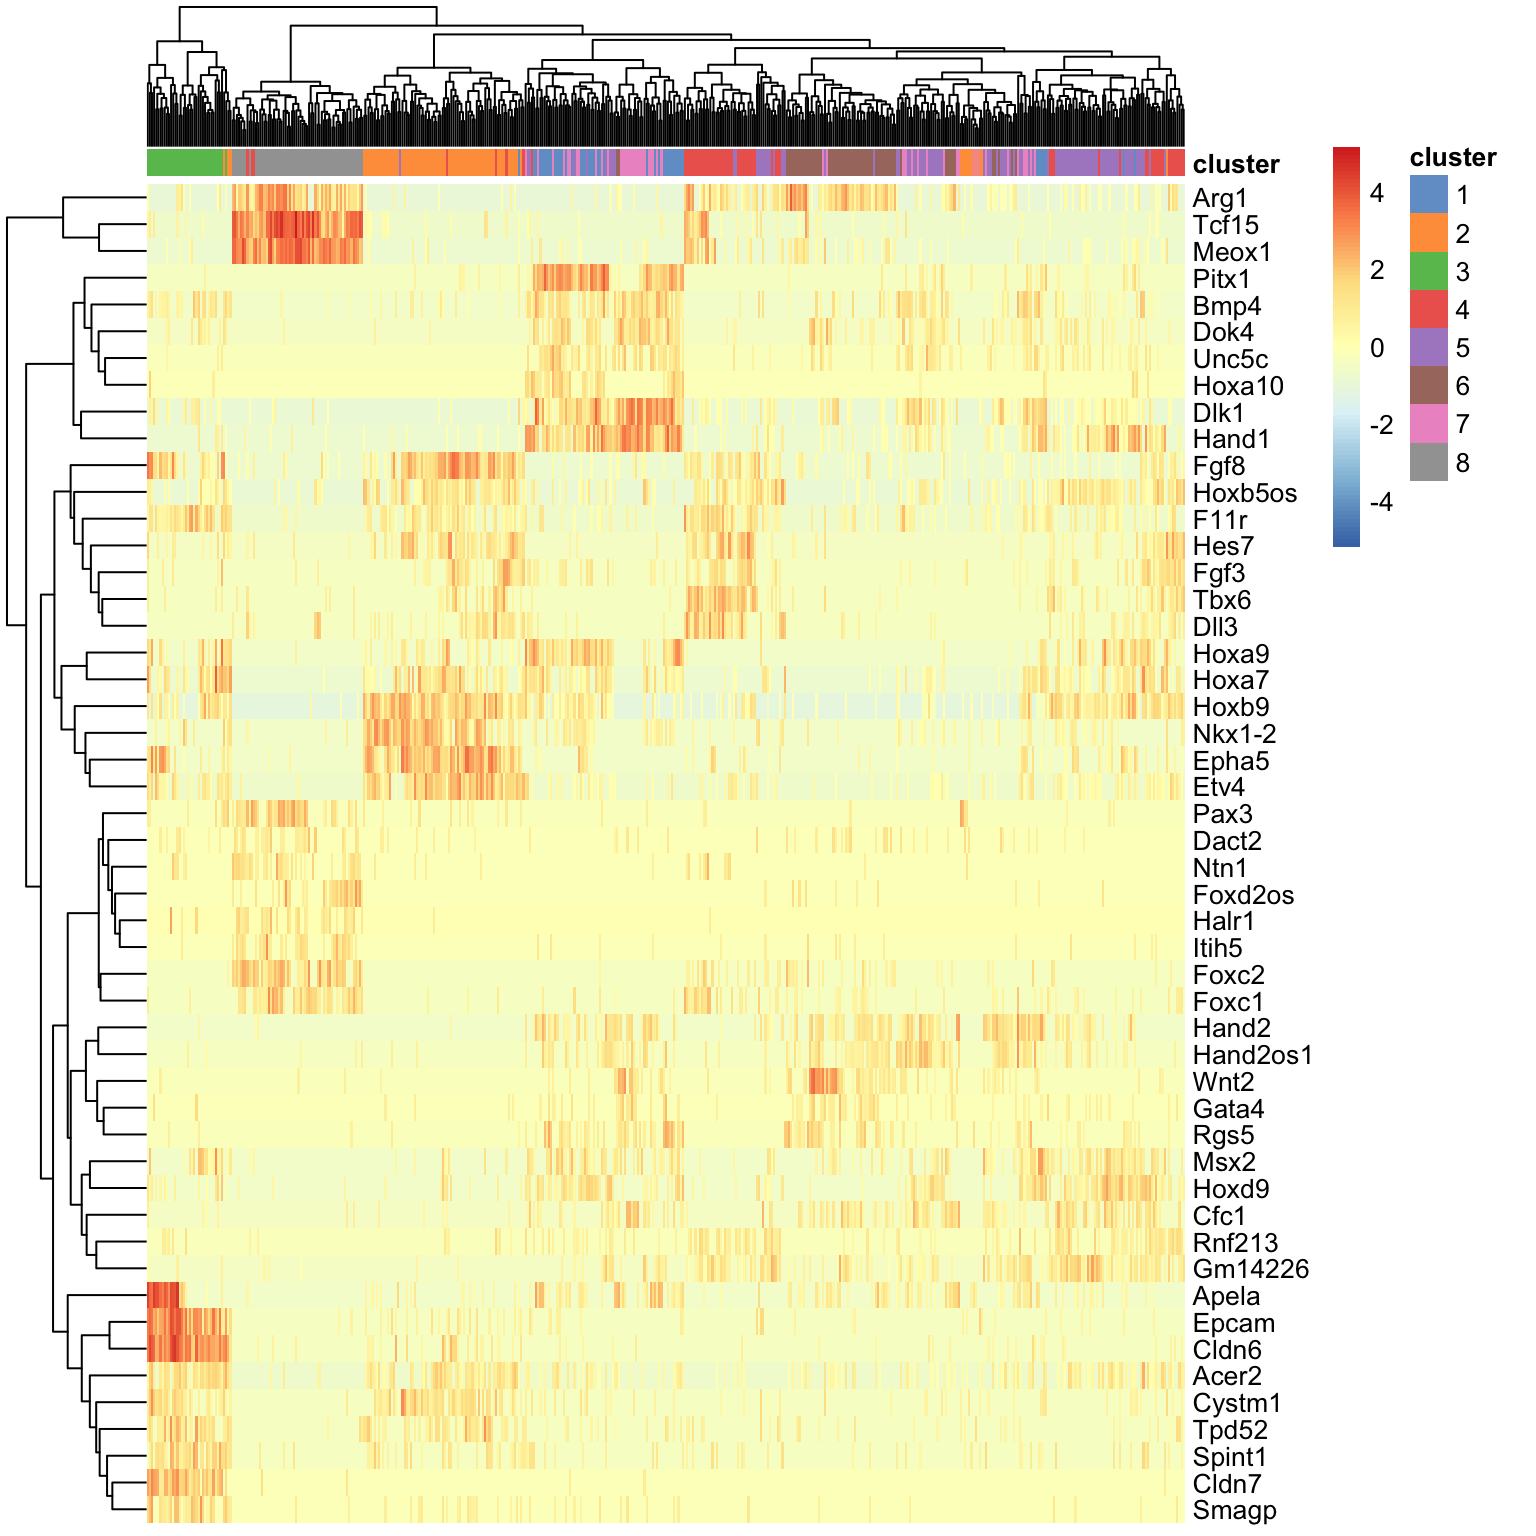 cluster
Arg1
Tcf15
Meox1
Pitx1
Bmp4
Dok4
Unc5c
Hoxa10
Dlk1
Hand1
Fgf8
Hoxb5os
F11r
Hes7
Fgf3
Tbx6
Dll3
Hoxa9
Hoxa7
Hoxb9
Nkx1-2
Epha5
Etv4
Pax3
Dact2
Ntn1
Foxd2os
Halr1
Itih5
Foxc2
Foxc1
Hand2
Hand2os1
Wnt2
Gata4
Rgs5
Msx2
Hoxd9
Cfc1
Rnf213
Gm14226
Apela
Epcam
Cldn6
Acer2
Cystm1
Tpd52
Spint1
Cldn7
Smagp
4
2
0
-2
-4
cluster
1
2
3
4
5
6
7
8